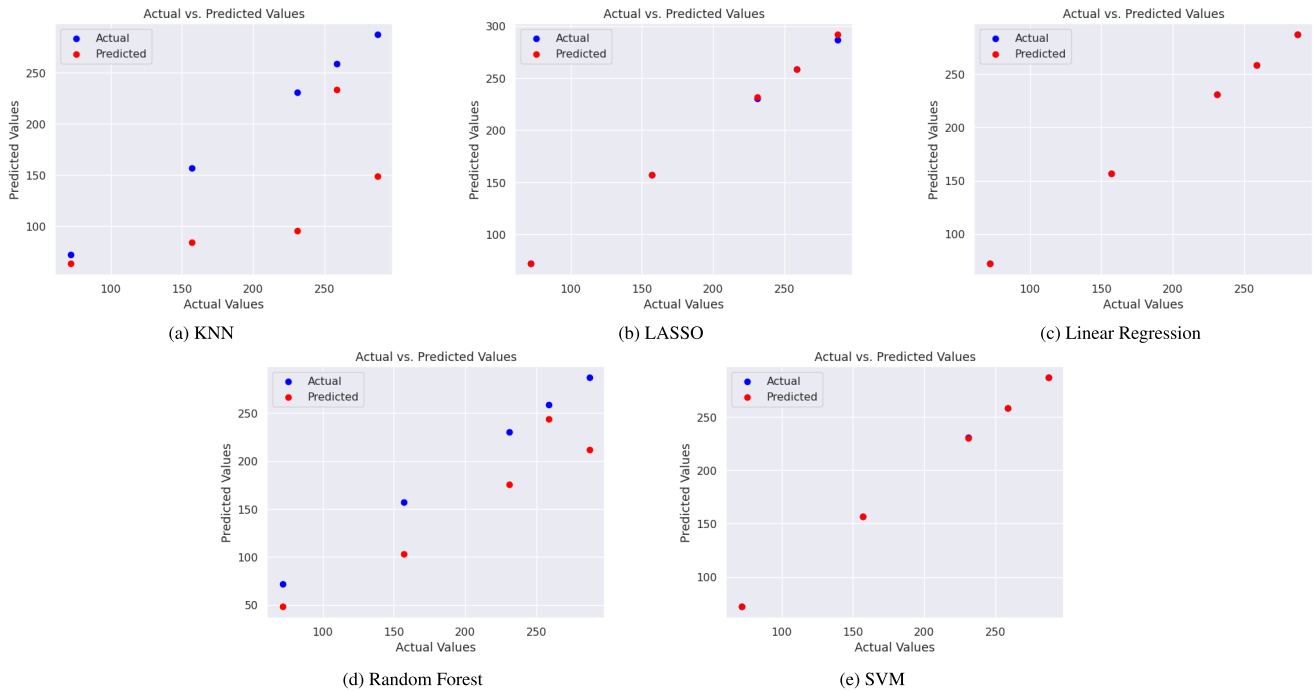 Actual vs. Predicted Values
Actual
Predicted
250
200
150
100
Predicted Values
100
150
200
250
Actual Values
(a) KNN
Actual vs. Predicted Values
Actual
Predicted
300
250
200
150
100
Predicted Values
100
150
200
250
Actual Values
(b) LASSO
Actual vs. Predicted Values
Actual
Predicted
250
200
150
100
Predicted Values
100
150
200
250
Actual Values
(c) Linear Regression
Actual vs. Predicted Values
Actual
Predicted
250
200
150
100
50
Predicted Values
100
150
200
250
Actual Values
(d) Random Forest
Actual vs. Predicted Values
Actual
Predicted
250
200
150
100
Predicted Values
100
150
200
250
Actual Values
(e) SVM